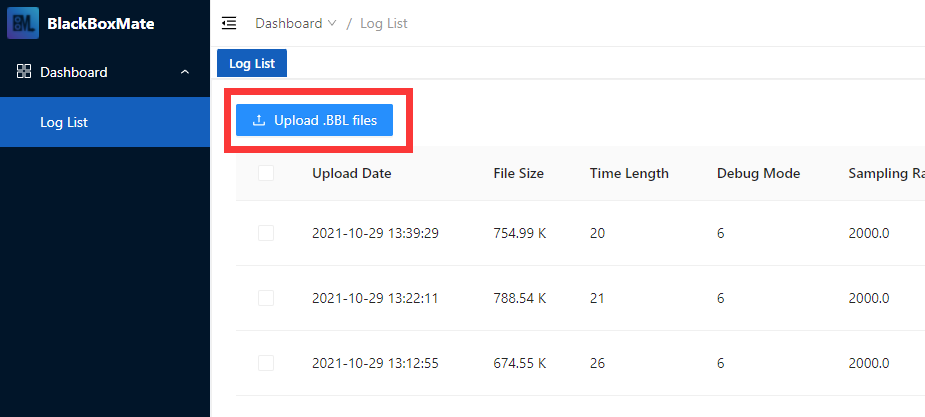 BlackBoxMate
Dashboard / Log List
Dashboard
Log List
Log List
Upload .BBL files
Upload Date File Size Time Length Debug Mode Sampling Ra
2021-10-29 13:39:29 754.99 K 20 6 2000.0
2021-10-29 13:22:11 788.54 K 21 6 2000.0
2021-10-29 13:12:55 674.55 K 26 6 2000.0